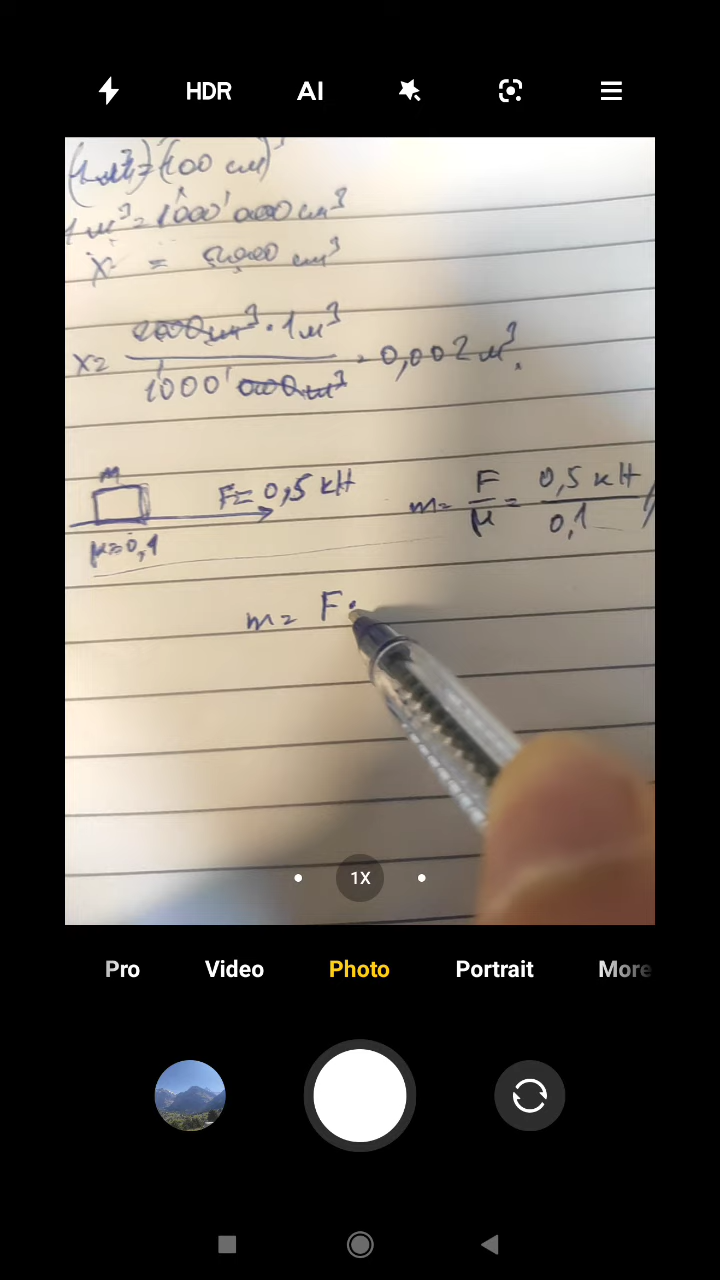 HDR AI
(1 м)³=(100 см)³
1 м³=1000'000 см³
x =
x= 2000 см³·1 м³ / 1000'000 см³ = 0,002 м³.
m
F=0,5 кН
μ=0,1
m= F/μ = 0,5 кН / 0,1
m= F·
1X
Pro Video Photo Portrait More